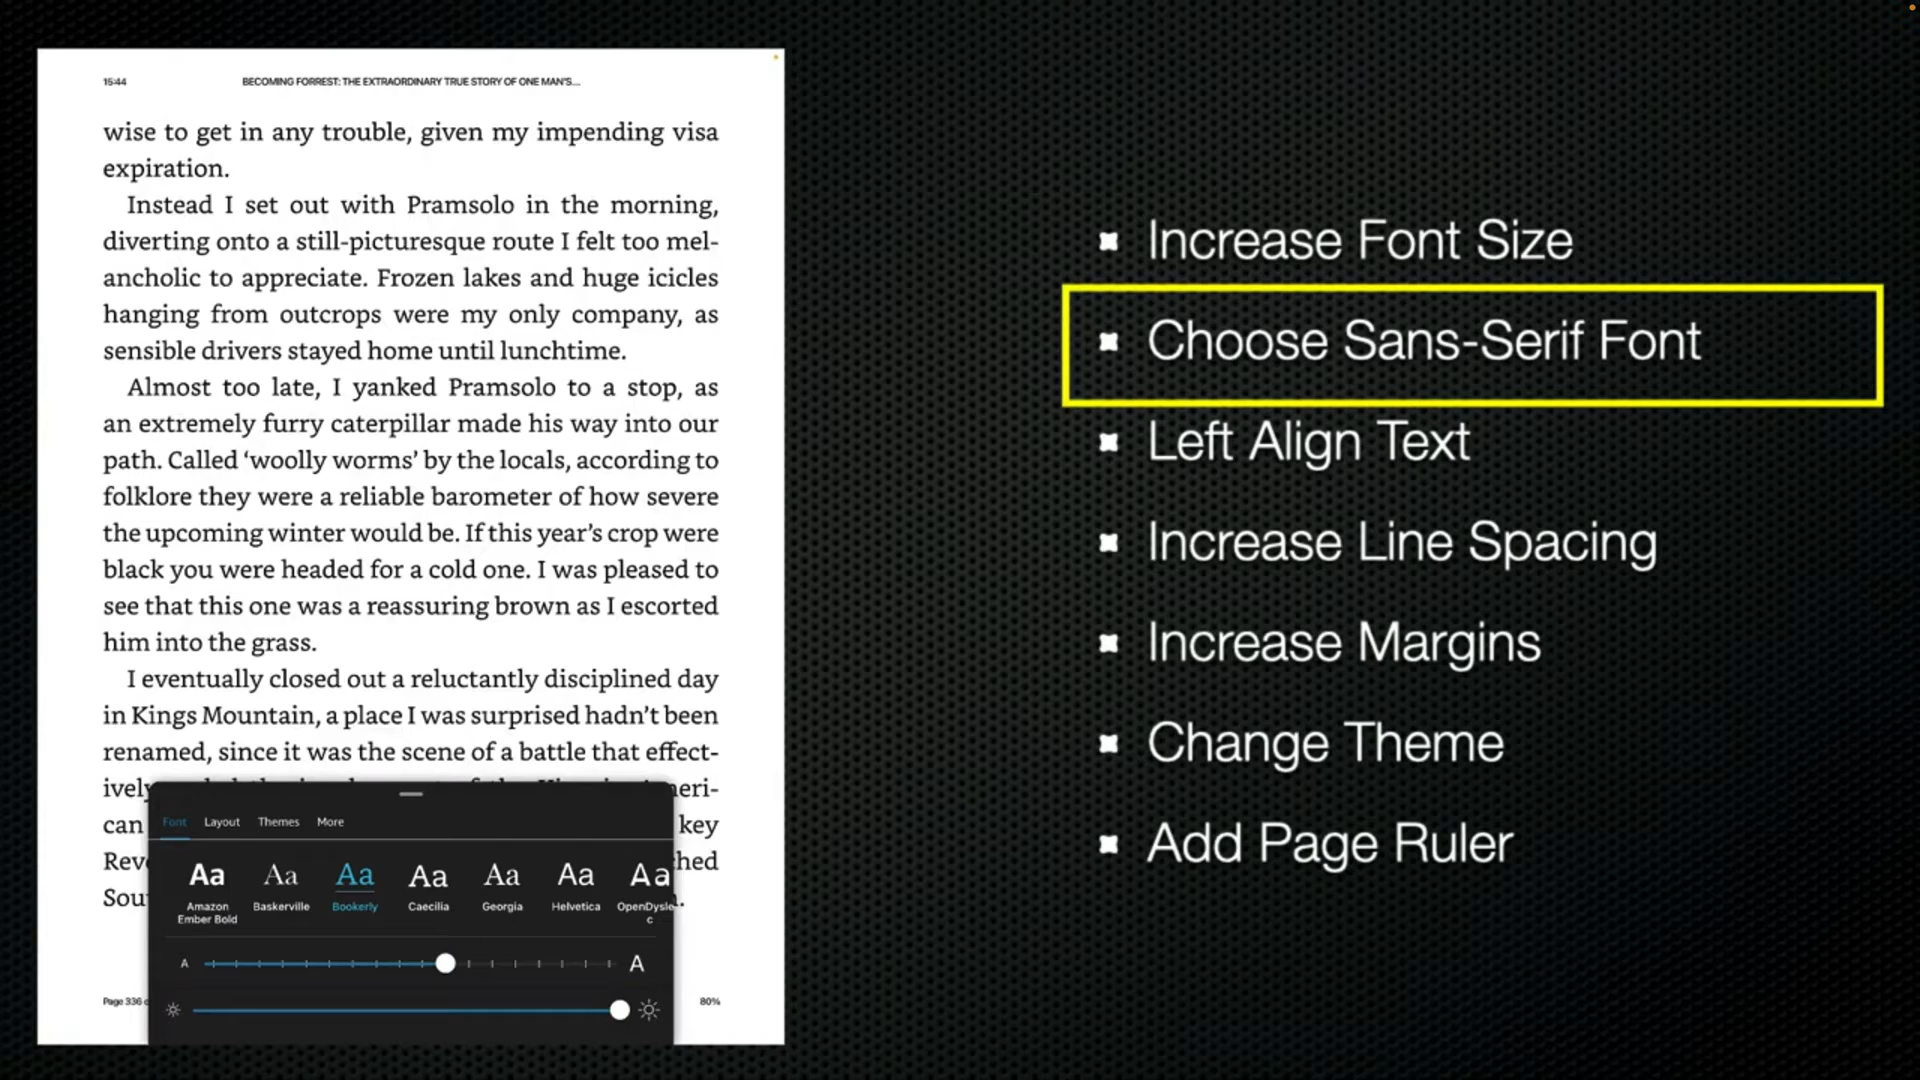 15:44
BECOMING FORREST: THE EXTRAORDINARY TRUE STORY OF ONE MAN'S...
wise to get in any trouble, given my impending visa
expiration.
Instead I set out with Pramsolo in the morning,
diverting onto a still-picturesque route I felt too mel-
ancholic to appreciate. Frozen lakes and huge icicles
hanging from outcrops were my only company, as
sensible drivers stayed home until lunchtime.
Almost too late, I yanked Pramsolo to a stop, as
an extremely furry caterpillar made his way into our
path. Called ‘woolly worms’ by the locals, according to
folklore they were a reliable barometer of how severe
the upcoming winter would be. If this year’s crop were
black you were headed for a cold one. I was pleased to
see that this one was a reassuring brown as I escorted
him into the grass.
I eventually closed out a reluctantly disciplined day
in Kings Mountain, a place I was surprised hadn’t been
renamed, since it was the scene of a battle that effect-
can
key
Font Layout Themes More
Aa Aa Aa Aa Aa Aa Aa
Amazon Ember Bold
Baskerville
Bookerly
Caecilia
Georgia
Helvetica
OpenDyslec
A A
Page 336
80%
Increase Font Size
Choose Sans-Serif Font
Left Align Text
Increase Line Spacing
Increase Margins
Change Theme
Add Page Ruler